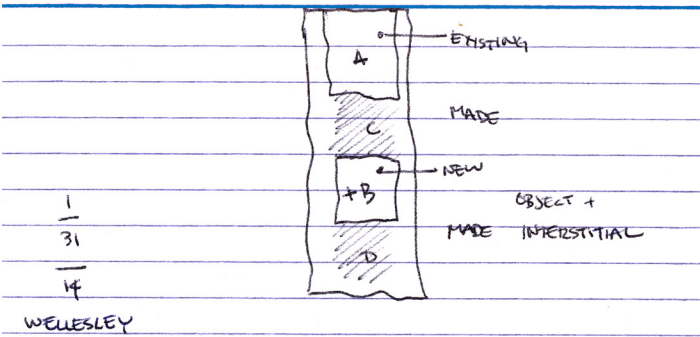 EXISTING
A
MADE
C
NEW
+B
OBJECT +
MADE INTERSTITIAL
D
1
31
14
WELLESLEY